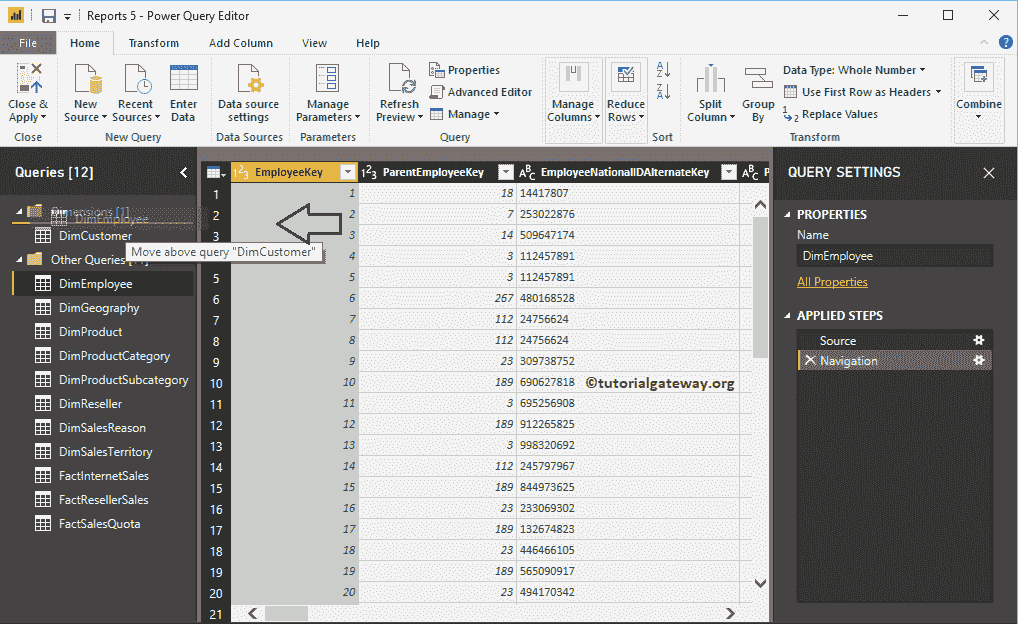 Reports 5 - Power Query Editor
File Home Transform Add Column View Help
Close & Apply
New Source
Recent Sources
Enter Data
Data source settings
Manage Parameters
Refresh Preview
Properties
Advanced Editor
Manage
Manage Columns
Reduce Rows
Split Column
Group By
Data Type: Whole Number
Use First Row as Headers
Replace Values
Combine
Close New Query Data Sources Parameters Query Sort Transform
Queries [12]
Dimensions [1]
DimEmployee
DimCustomer
Move above query "DimCustomer"
Other Queries
DimEmployee
DimGeography
DimProduct
DimProductCategory
DimProductSubcategory
DimReseller
DimSalesReason
DimSalesTerritory
FactInternetSales
FactResellerSales
FactSalesQuota
EmployeeKey ParentEmployeeKey EmployeeNationalIDAlternateKey
1 1 18 14417807
2 2 7 253022876
3 3 14 509647174
4 3 112457891
5 5 3 112457891
6 6 267 480168528
7 7 112 24756624
8 8 112 24756624
9 9 23 309738752
10 10 189 690627818
11 11 3 695256908
12 12 189 912265825
13 13 3 998320692
14 14 112 245797967
15 15 189 844973625
16 16 23 233069302
17 17 189 132674823
18 18 23 446466105
19 19 189 565090917
20 20 23 494170342
21
©tutorialgateway.org
QUERY SETTINGS
PROPERTIES
Name
DimEmployee
All Properties
APPLIED STEPS
Source
Navigation